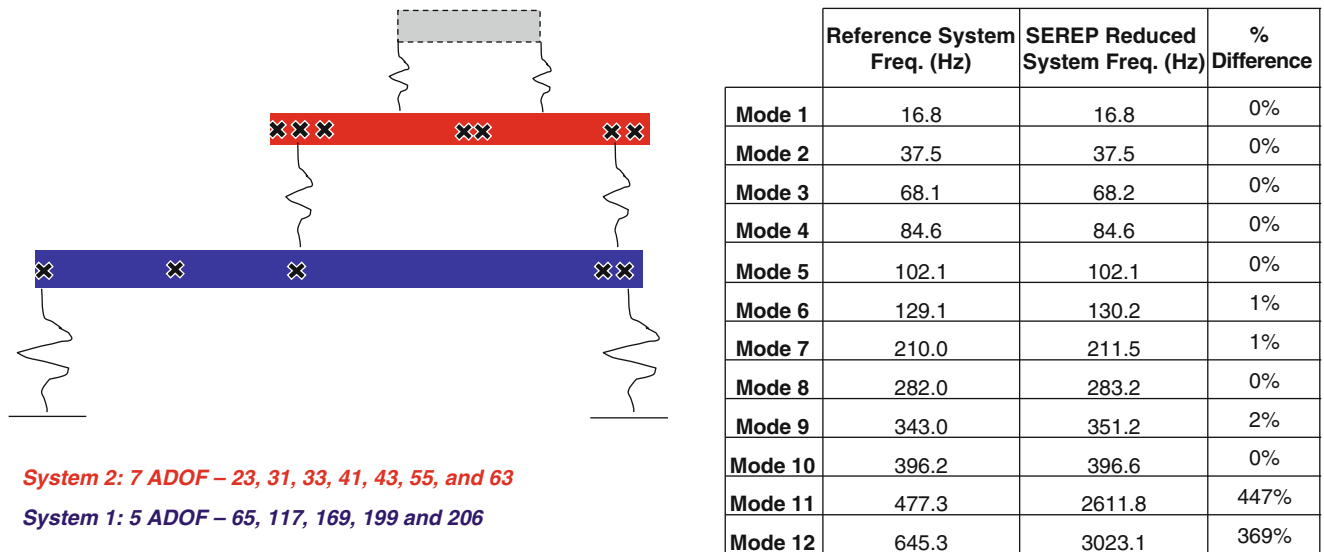 Reference System Freq. (Hz) SEREP Reduced System Freq. (Hz) % Difference
Mode 1 16.8 16.8 0%
Mode 2 37.5 37.5 0%
Mode 3 68.1 68.2 0%
Mode 4 84.6 84.6 0%
Mode 5 102.1 102.1 0%
Mode 6 129.1 130.2 1%
Mode 7 210.0 211.5 1%
Mode 8 282.0 283.2 0%
Mode 9 343.0 351.2 2%
Mode 10 396.2 396.6 0%
Mode 11 477.3 2611.8 447%
Mode 12 645.3 3023.1 369%
System 2: 7 ADOF – 23, 31, 33, 41, 43, 55, and 63
System 1: 5 ADOF – 65, 117, 169, 199 and 206